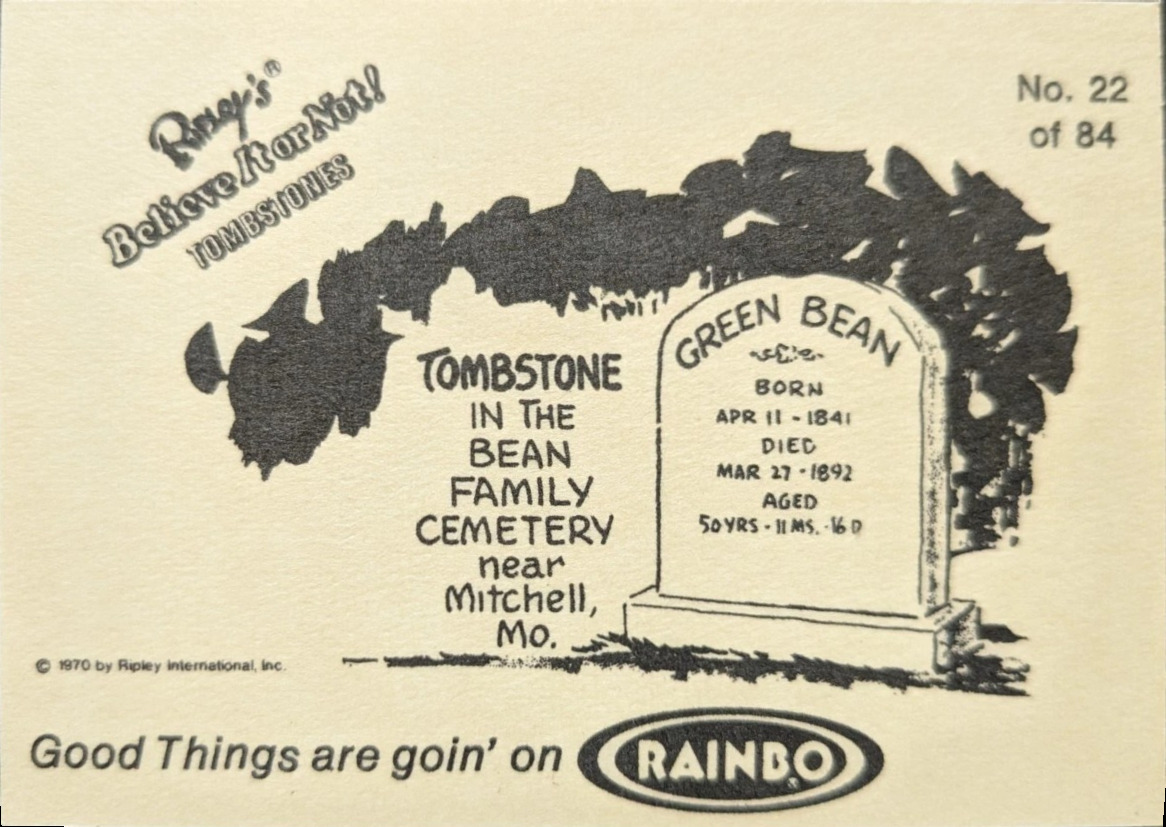 Ripley's®
Believe It or Not!
TOMBSTONES
No. 22
of 84
TOMBSTONE
IN THE
BEAN
FAMILY
CEMETERY
near
Mitchell,
Mo.
GREEN BEAN
BORN
APR 11 - 1841
DIED
MAR 27 - 1892
AGED
50 YRS - 11 MS. - 16 D
© 1970 by Ripley International, Inc.
Good Things are goin' on RAINBO®